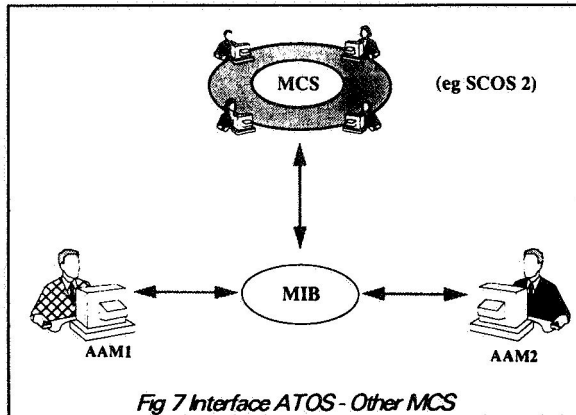 MCS (eg SCOS 2)
MIB
AAM1 AAM2
Fig 7 Interface ATOS - Other MCS